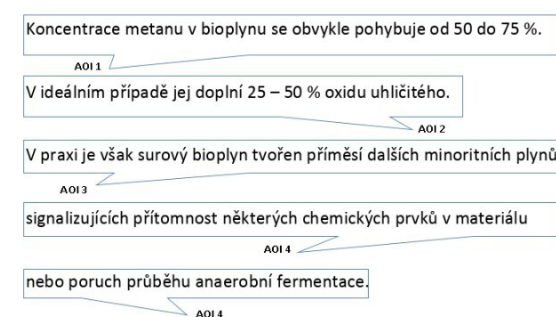 Koncentrace metanu v bioplynu se obvykle pohybuje od 50 do 75 %.
AOI 1
V ideálním případě jej doplní 25 – 50 % oxidu uhličitého.
AOI 2
V praxi je však surový bioplyn tvořen příměsí dalších minoritních plynů
AOI 3
signalizujících přítomnost některých chemických prvků v materiálu
AOI 4
nebo poruch průběhu anaerobní fermentace.
AOI 4